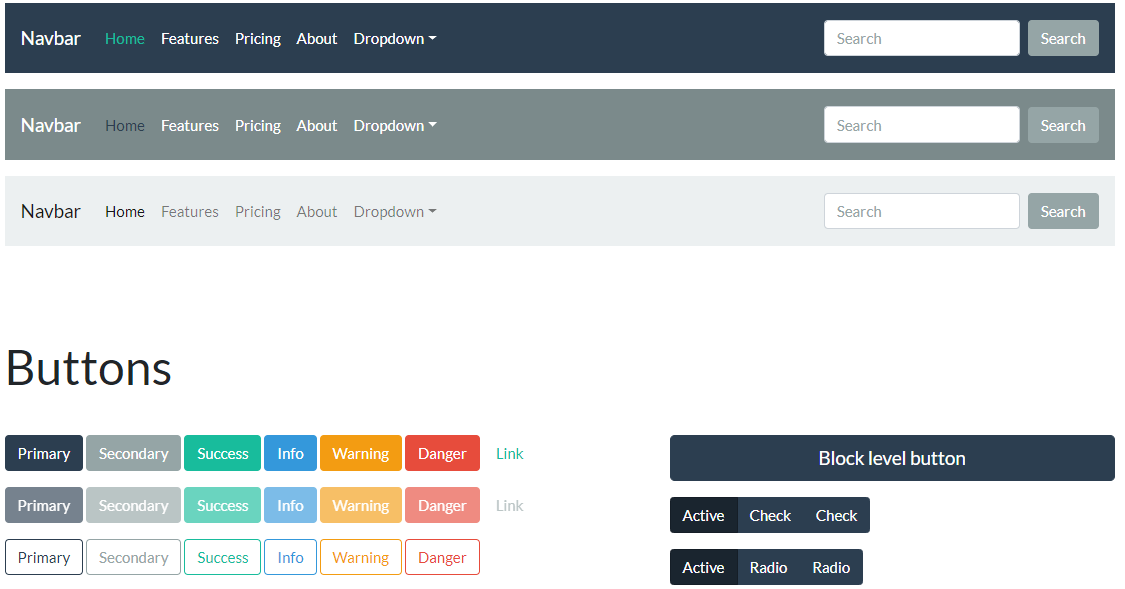 Navbar Home Features Pricing About Dropdown Search Search
Navbar Home Features Pricing About Dropdown Search Search
Navbar Home Features Pricing About Dropdown Search Search
Buttons
Primary Secondary Success Info Warning Danger Link
Primary Secondary Success Info Warning Danger Link
Primary Secondary Success Info Warning Danger
Block level button
Active Check Check
Active Radio Radio